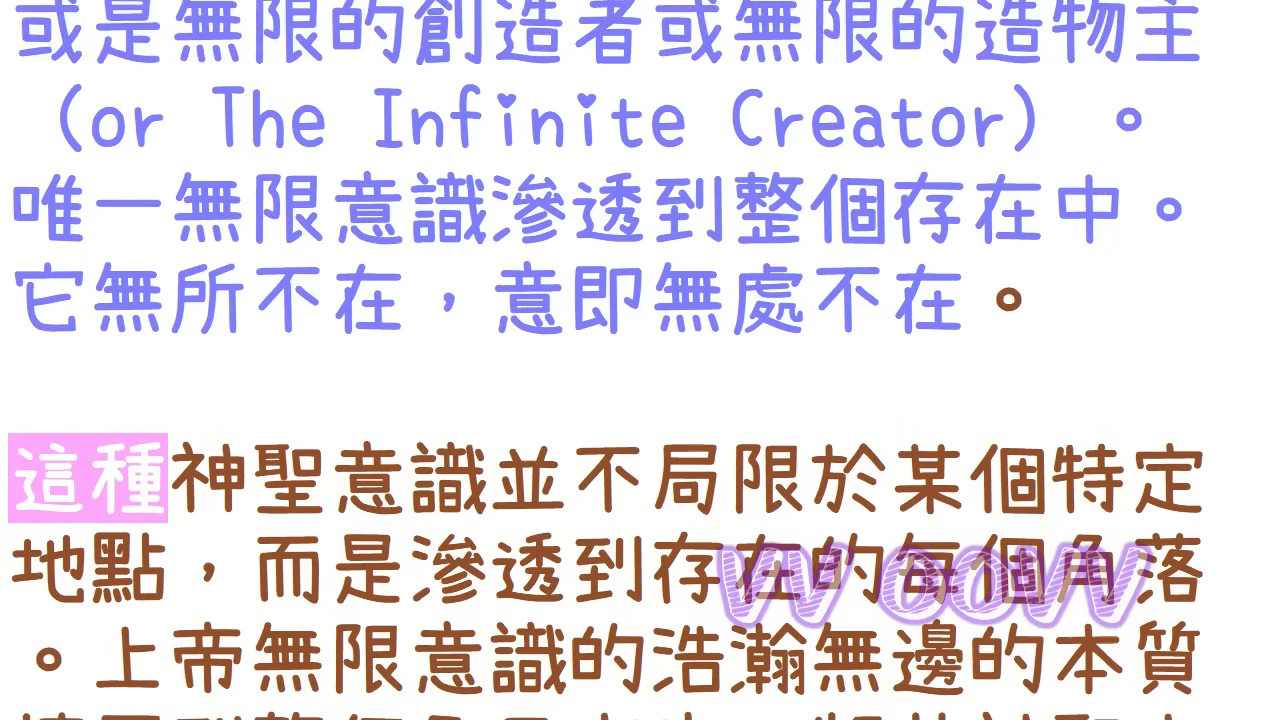 或是無限的創造者或無限的造物主
（or The Infinite Creator）。
唯一無限意識滲透到整個存在中。
它無所不在，意即無處不在。
這種神聖意識並不局限於某個特定
地點，而是滲透到存在的每個角落
。上帝無限意識的浩瀚無邊的本質